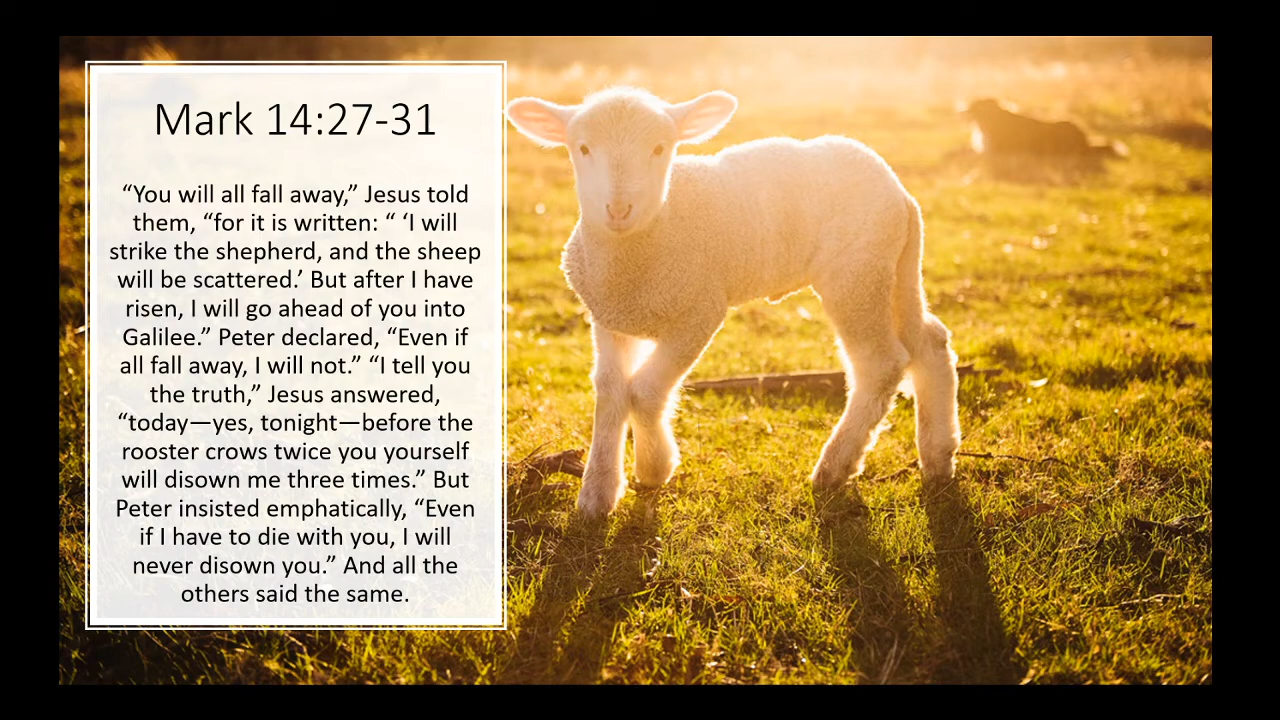 Mark 14:27-31
“You will all fall away,” Jesus told
them, “for it is written: “ ‘I will
strike the shepherd, and the sheep
will be scattered.’ But after I have
risen, I will go ahead of you into
Galilee.” Peter declared, “Even if
all fall away, I will not.” “I tell you
the truth,” Jesus answered,
“today—yes, tonight—before the
rooster crows twice you yourself
will disown me three times.” But
Peter insisted emphatically, “Even
if I have to die with you, I will
never disown you.” And all the
others said the same.